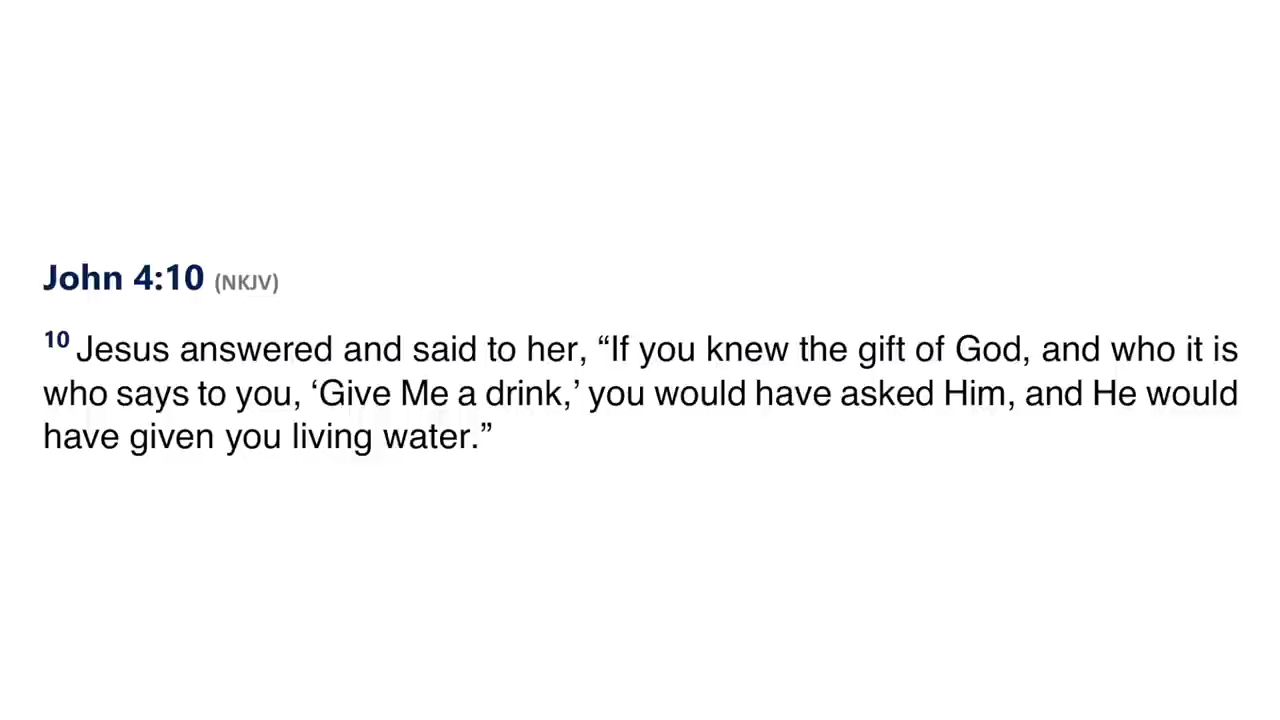 John 4:10 (NKJV)
10 Jesus answered and said to her, “If you knew the gift of God, and who it is
who says to you, ‘Give Me a drink,’ you would have asked Him, and He would
have given you living water.”